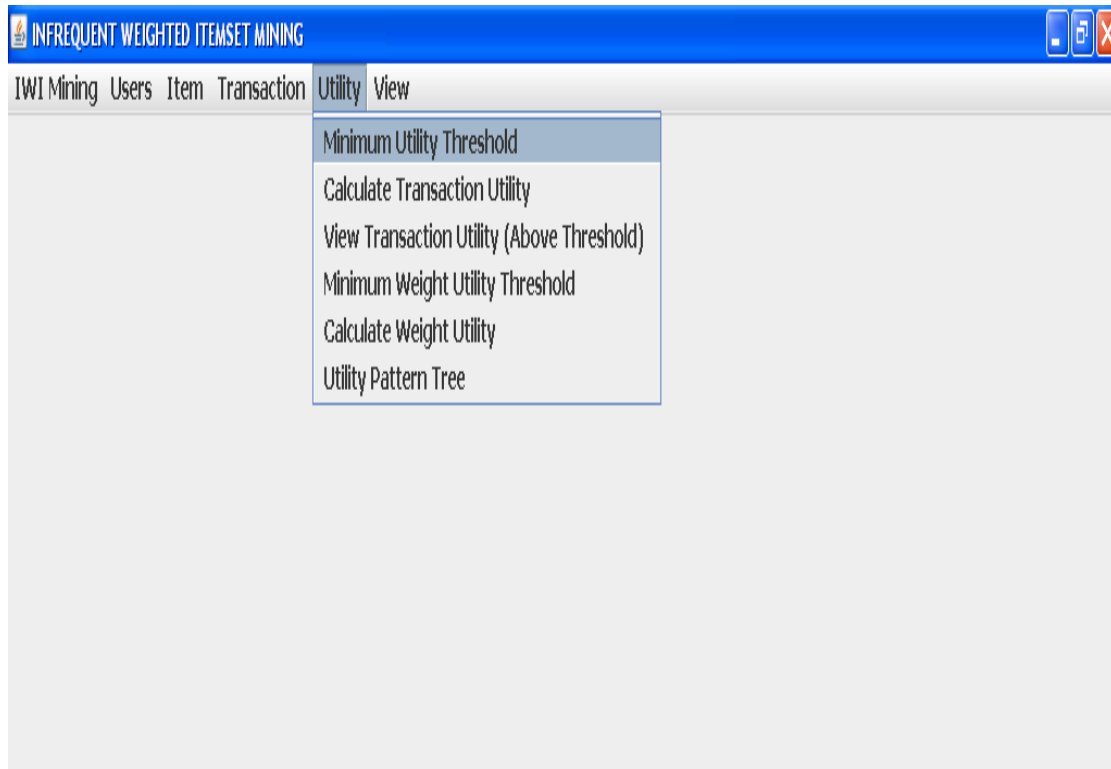 INFREQUENT WEIGHTED ITEMSET MINING
IWI Mining Users Item Transaction Utility View
Minimum Utility Threshold
Calculate Transaction Utility
View Transaction Utility (Above Threshold)
Minimum Weight Utility Threshold
Calculate Weight Utility
Utility Pattern Tree